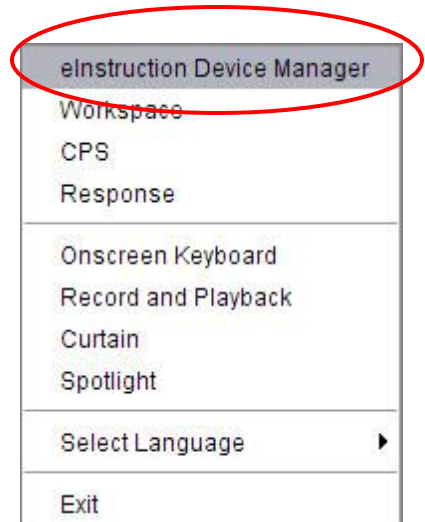 eInstruction Device Manager
Workspace
CPS
Response
Onscreen Keyboard
Record and Playback
Curtain
Spotlight
Select Language
Exit